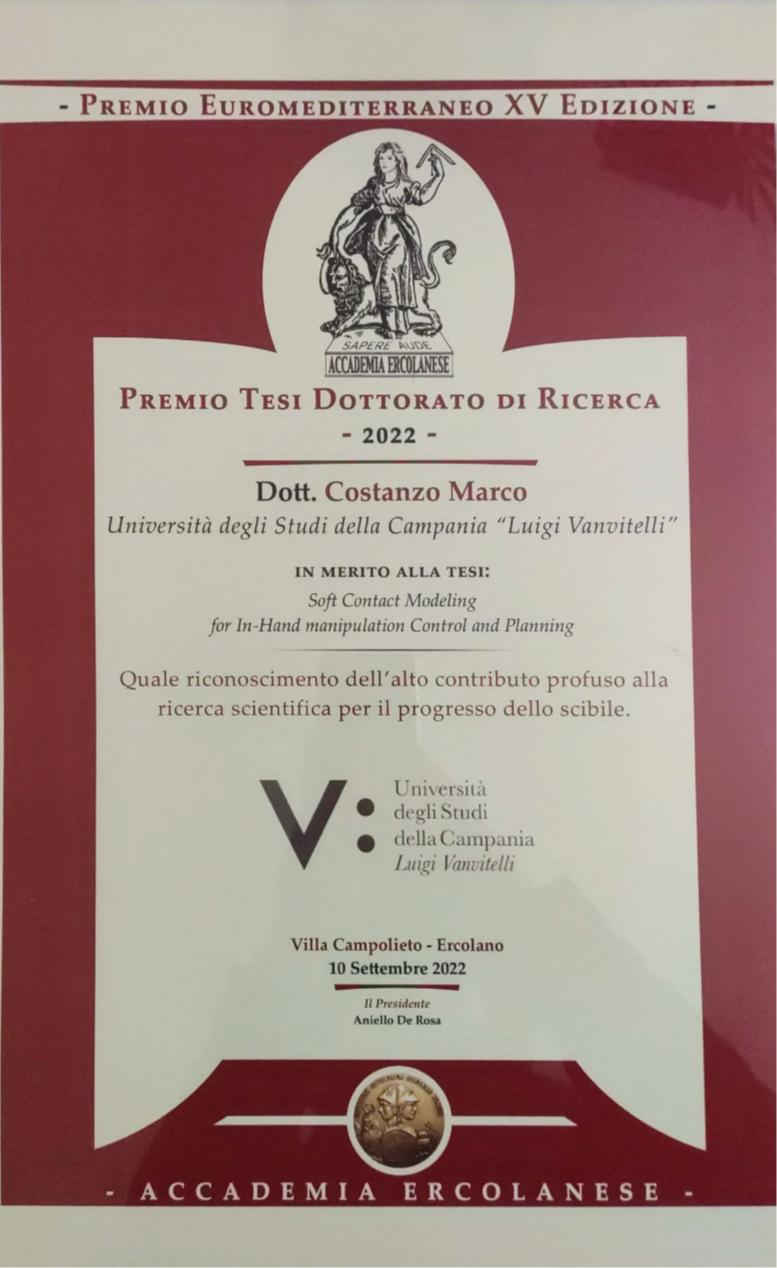 - PREMIO EUROMEDITERRANEO XV EDIZIONE -
SAPERE AUDE
ACCADEMIA ERCOLANESE
PREMIO TESI DOTTORATO DI RICERCA
- 2022 -
Dott. Costanzo Marco
Università degli Studi della Campania “Luigi Vanvitelli”
IN MERITO ALLA TESI:
Soft Contact Modeling
for In-Hand manipulation Control and Planning
Quale riconoscimento dell’alto contributo profuso alla
ricerca scientifica per il progresso dello scibile.
V:
Università
degli Studi
della Campania
Luigi Vanvitelli
Villa Campolieto - Ercolano
10 Settembre 2022
Il Presidente
Aniello De Rosa
- ACCADEMIA ERCOLANESE -